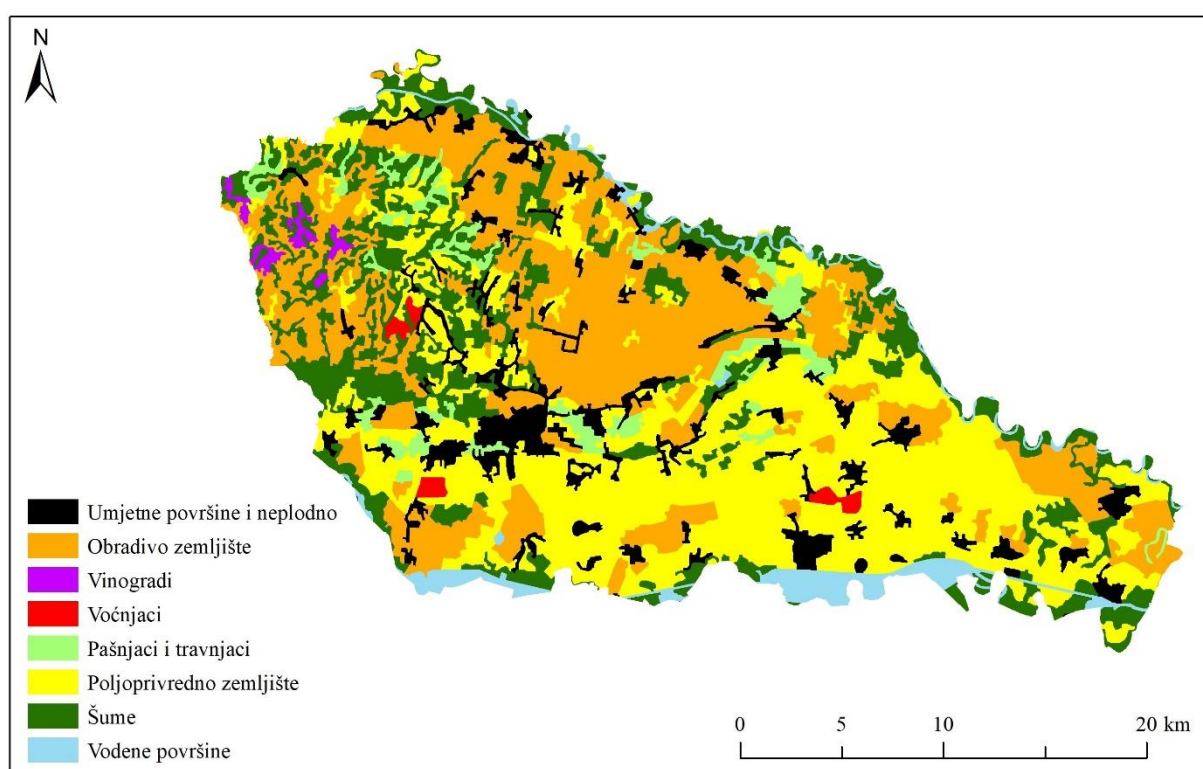 N
Umjetne površine i neplodno
Obradivo zemljište
Vinogradi
Voćnjaci
Pašnjaci i travnjaci
Poljoprivredno zemljište
Šume
Vodene površine
0 5 10 20 km